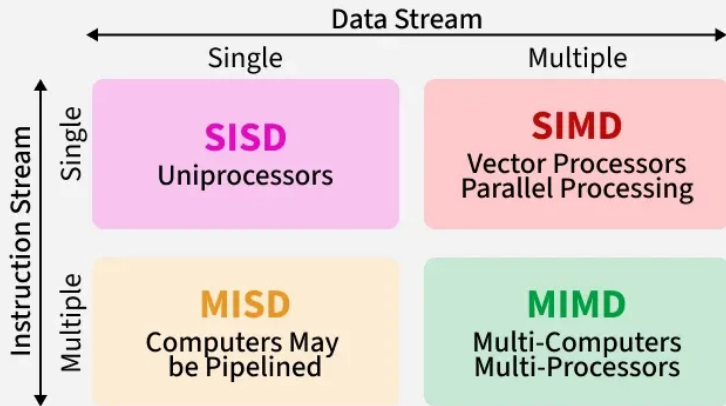 Data Stream
Single
Multiple
Instruction Stream
Single
SISD
Uniprocessors
SIMD
Vector Processors
Parallel Processing
Multiple
MISD
Computers May
be Pipelined
MIMD
Multi-Computers
Multi-Processors